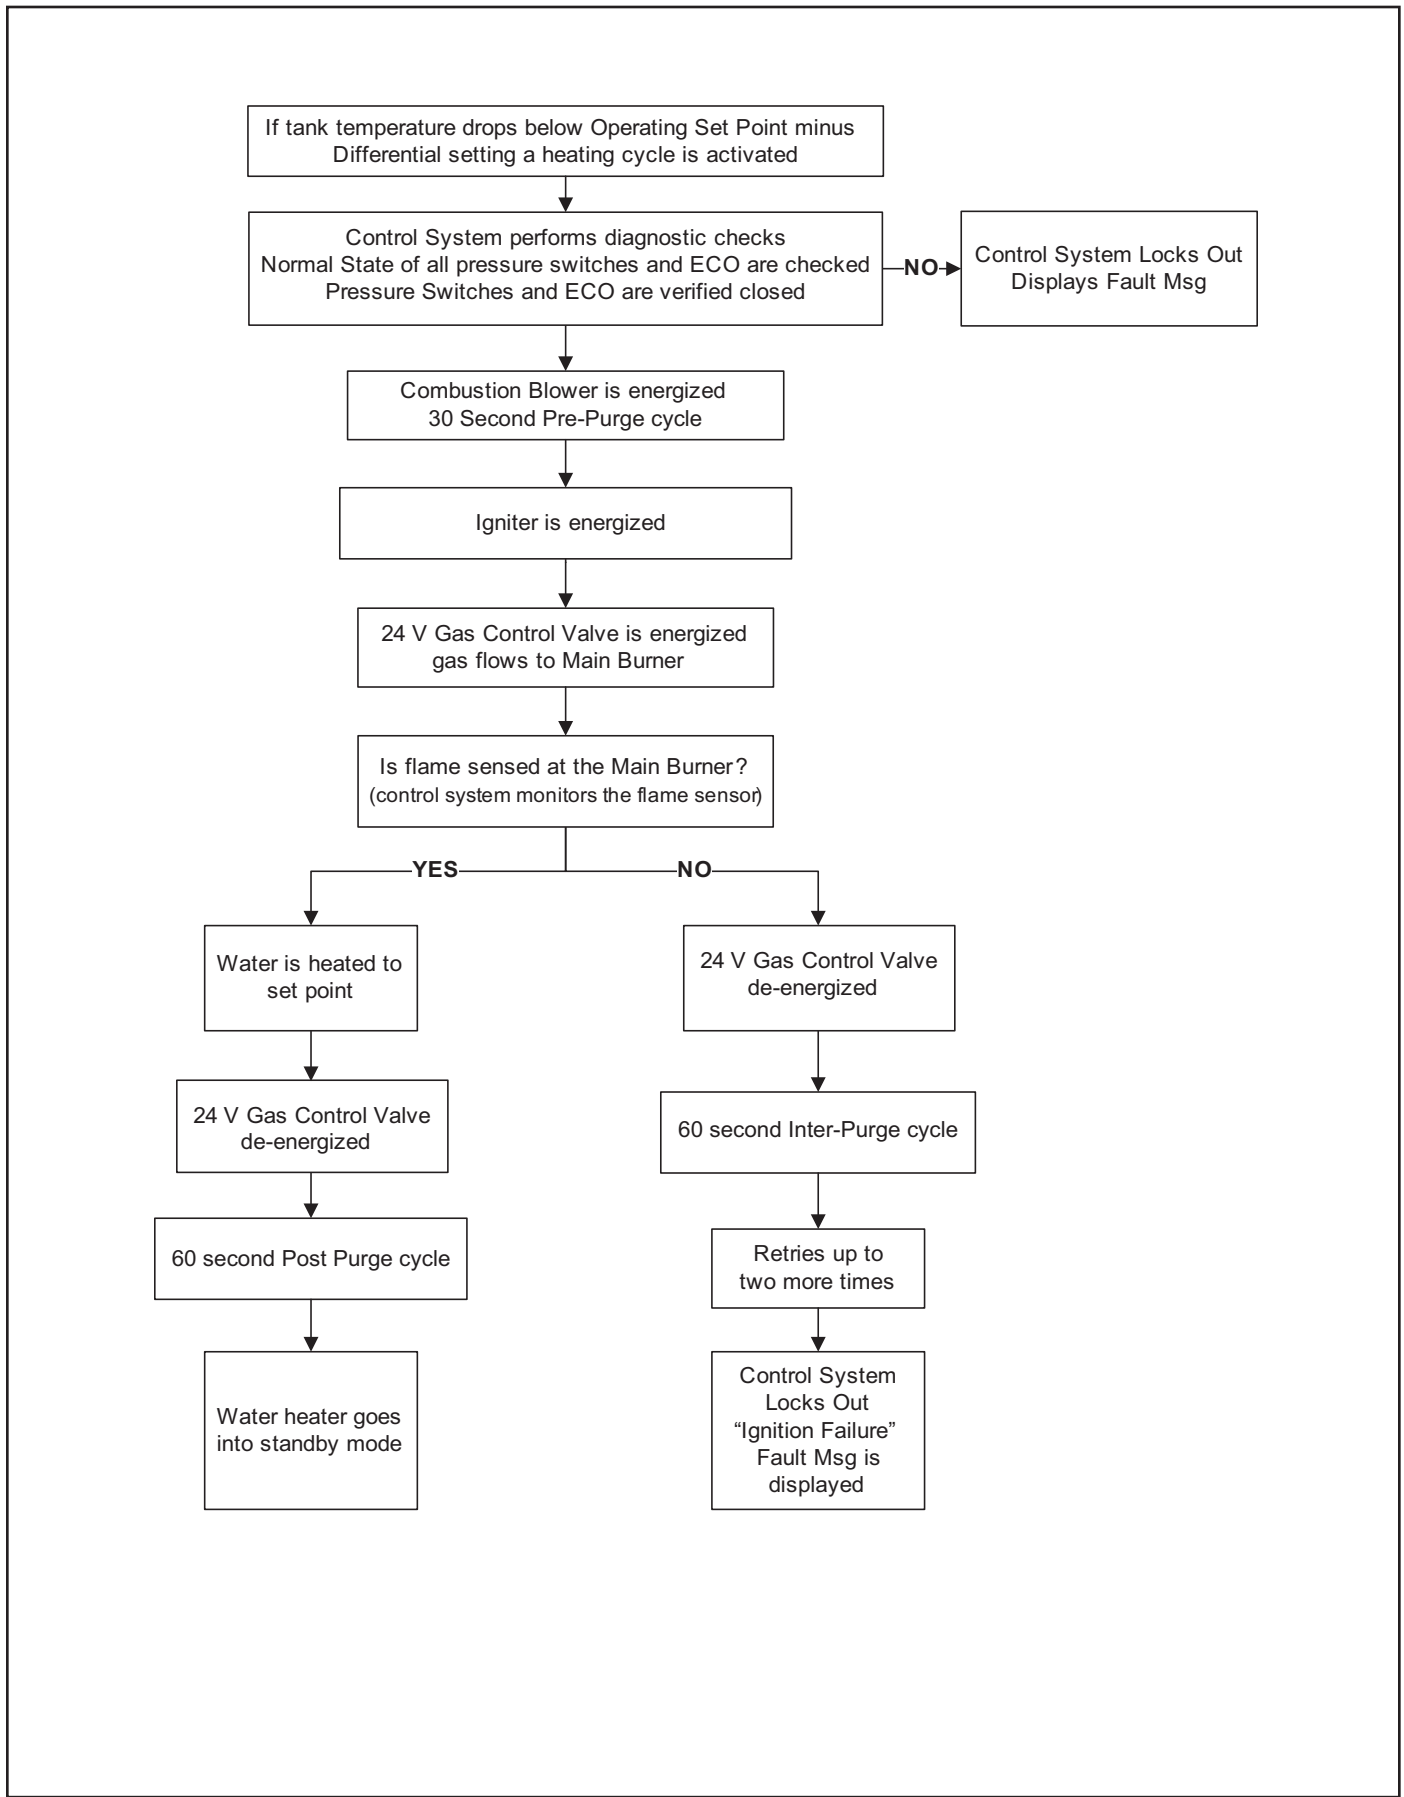 If tank temperature drops below Operating Set Point minus
Differential setting a heating cycle is activated
Control System performs diagnostic checks
Normal State of all pressure switches and ECO are checked
Pressure Switches and ECO are verified closed
NO
Control System Locks Out
Displays Fault Msg
Combustion Blower is energized
30 Second Pre-Purge cycle
Igniter is energized
24 V Gas Control Valve is energized
gas flows to Main Burner
Is flame sensed at the Main Burner?
(control system monitors the flame sensor)
YES
NO
Water is heated to
set point
24 V Gas Control Valve
de-energized
60 second Post Purge cycle
Water heater goes
into standby mode
24 V Gas Control Valve
de-energized
60 second Inter-Purge cycle
Retries up to
two more times
Control System
Locks Out
“Ignition Failure”
Fault Msg is
displayed